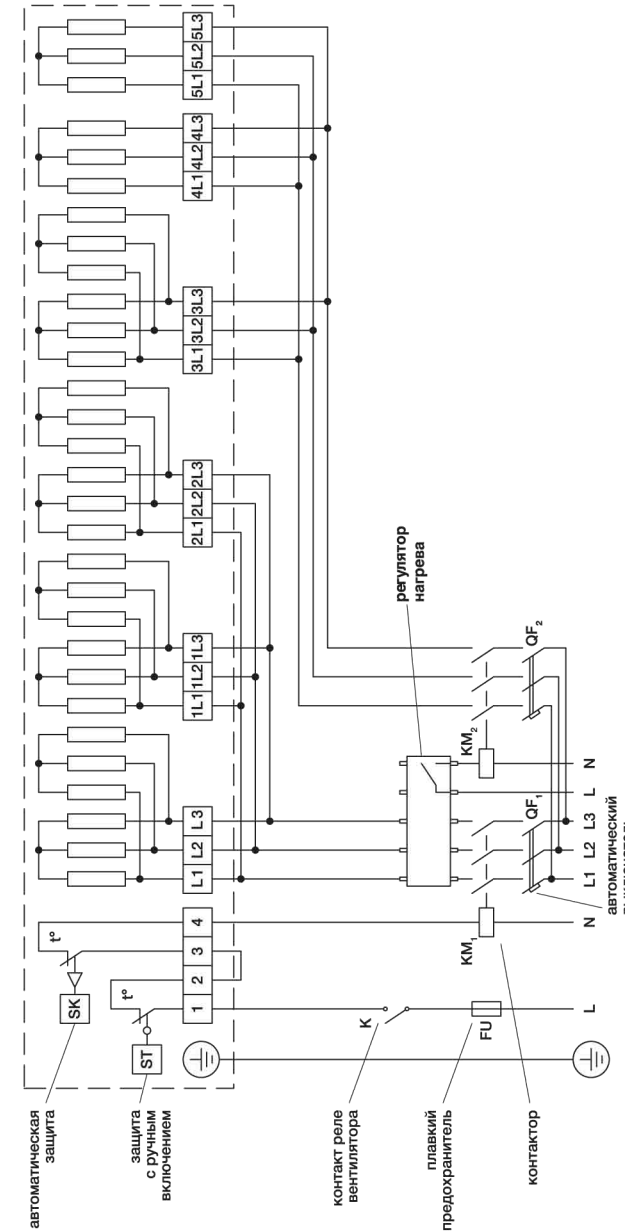 автоматическая
защита
защита
с ручным
включением
контакт реле
вентилятора
плавкий
предохранитель
контактор
SK
ST
t°
t°
1
2
3
4
L1
L2
L3
1L1
1L2
1L3
2L1
2L2
2L3
3L1
3L2
3L3
4L1
4L2
4L3
5L1
5L2
5L3
K
FU
KM1
KM2
QF1
QF2
регулятор
нагрева
L
N
L1
L2
L3
L
N
автоматический